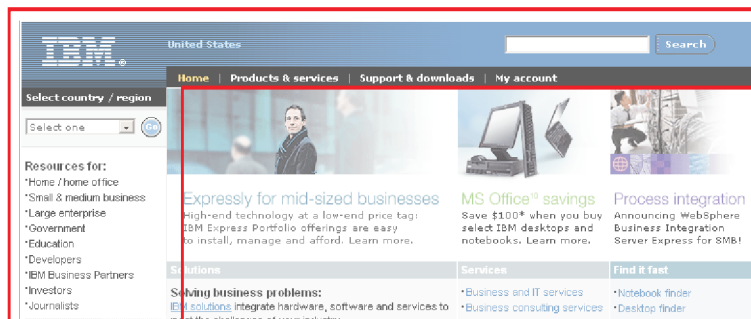 IBM®
United States
Search
Home | Products & services | Support & downloads | My account
Select country / region
Select one
Go
Resources for:
Home / home office
Small & medium business
Large enterprise
Government
Education
Developers
IBM Business Partners
Investors
Journalists
Expressly for mid-sized businesses
High-end technology at a low-end price tag:
IBM Express Portfolio offerings are easy
to install, manage and afford. Learn more.
MS Office savings
Save $100* when you buy
select IBM desktops and
notebooks. Learn more.
Process integration
Announcing WebSphere
Business Integration
Server Express for SMB!
Solutions
Solving business problems:
IBM solutions integrate hardware, software and services to
Services
Business and IT services
Business consulting services
Find it fast
Notebook finder
Desktop finder